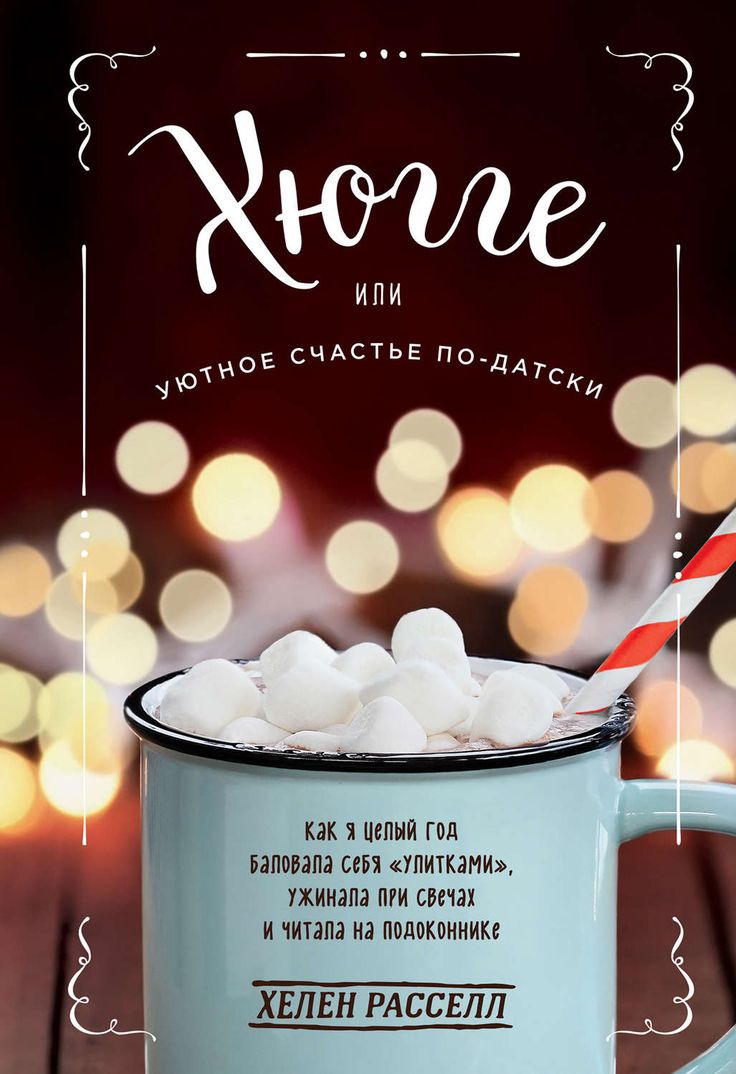 Хюгге
или
УЮТНОЕ СЧАСТЬЕ ПО-ДАТСКИ
Как я целый год
баловала себя «улитками»,
ужинала при свечах
и читала на подоконнике
ХЕЛЕН РАССЕЛЛ